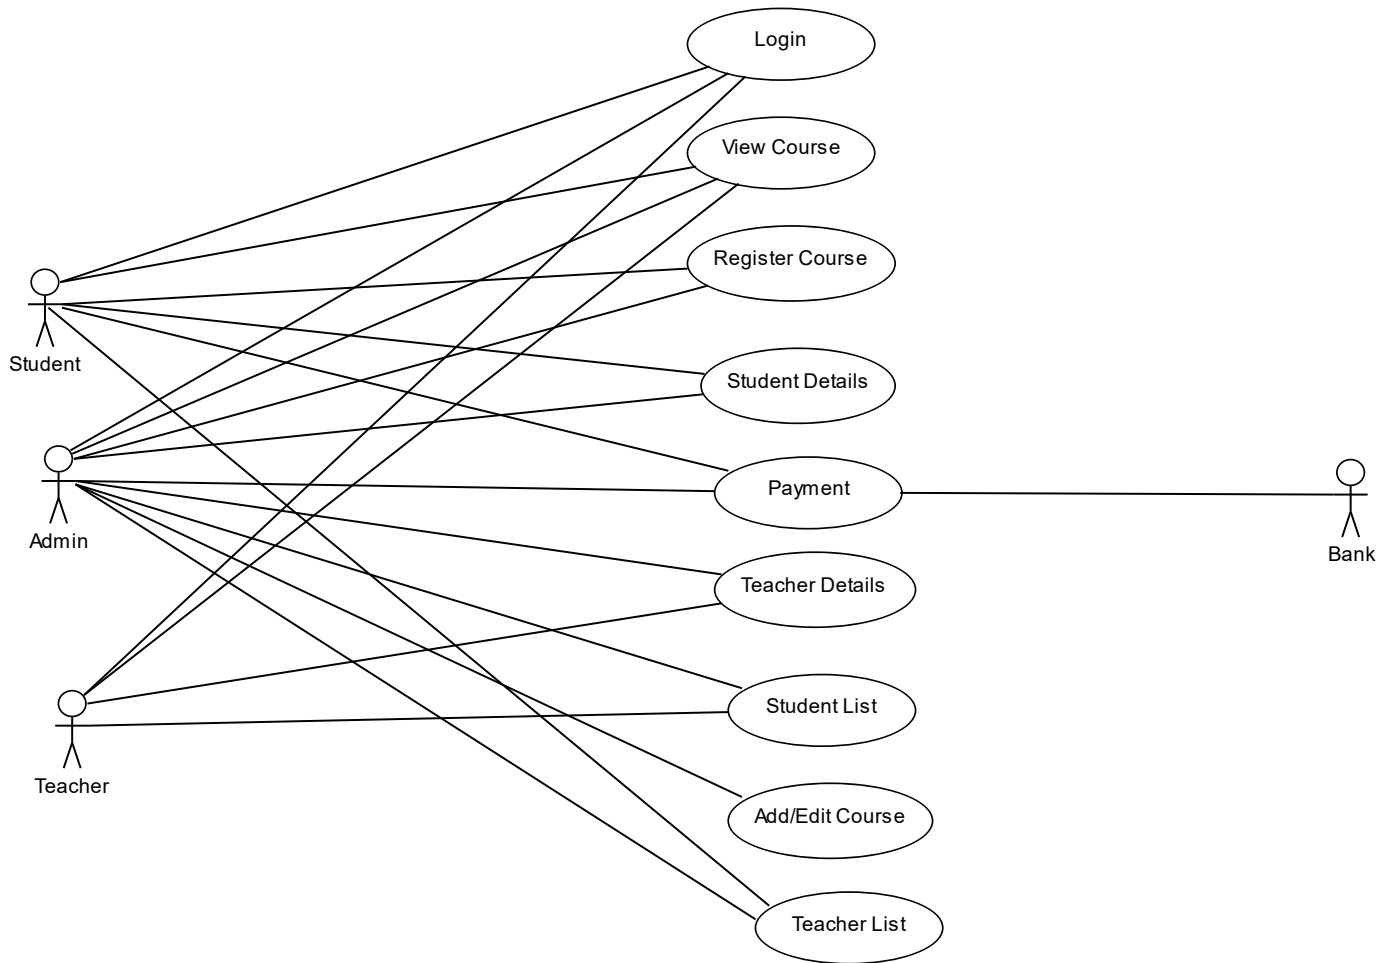 Login
View Course
Register Course
Student
Student Details
Payment
Admin
Bank
Teacher Details
Student List
Teacher
Add/Edit Course
Teacher List